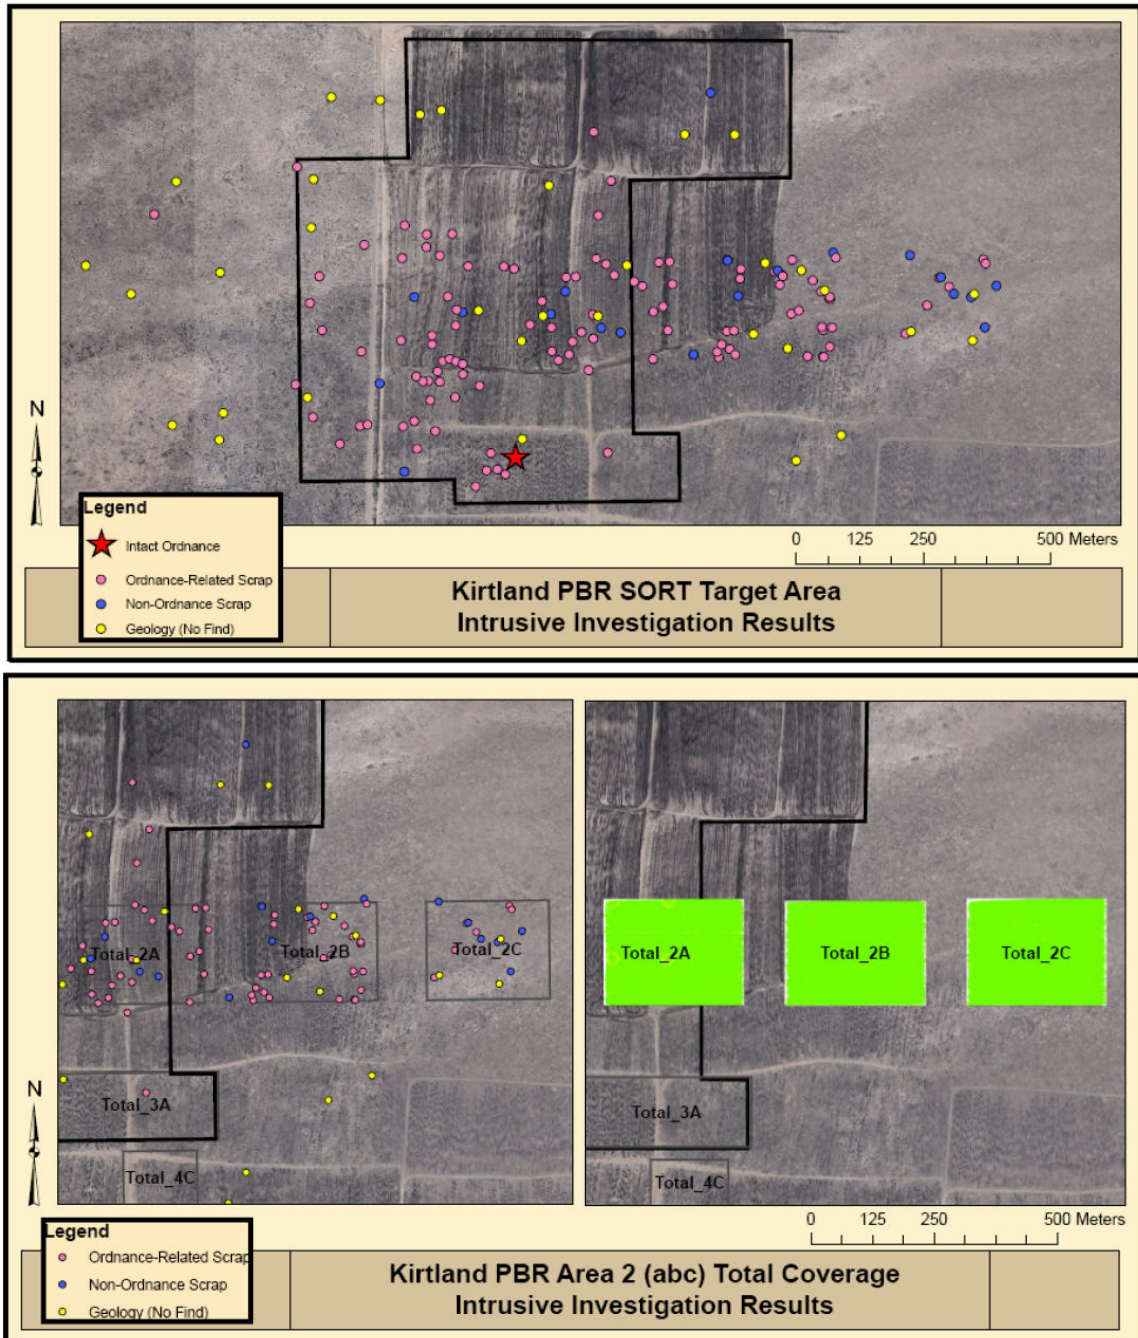 N
Legend
Intact Ordnance
Ordnance-Related Scrap
Non-Ordnance Scrap
Geology (No Find)
0 125 250 500 Meters
Kirtland PBR SORT Target Area
Intrusive Investigation Results
Total_2A
Total_2B
Total_2C
Total_3A
Total_4C
Total_2A
Total_2B
Total_2C
Total_3A
Total_4C
N
Legend
Ordnance-Related Scrap
Non-Ordnance Scrap
Geology (No Find)
0 125 250 500 Meters
Kirtland PBR Area 2 (abc) Total Coverage
Intrusive Investigation Results